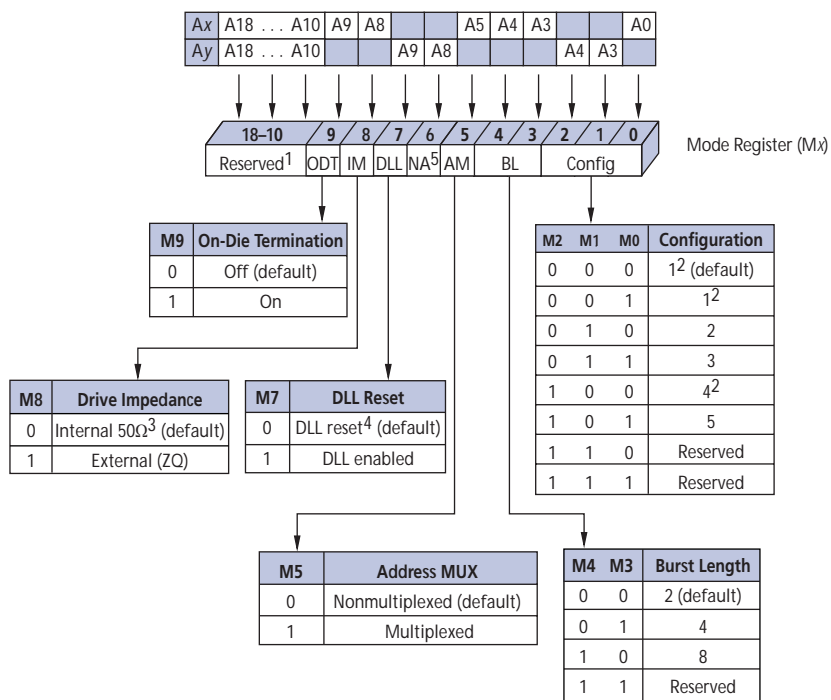 Ax A18 . . . A10 A9 A8 A5 A4 A3 A0
Ay A18 . . . A10 A9 A8 A4 A3
18–10 9 8 7 6 5 4 3 2 1 0
Mode Register (Mx)
Reserved1 ODT IM DLL NA5 AM BL Config
M9 On-Die Termination
0 Off (default)
1 On
M2 M1 M0 Configuration
0 0 0 12 (default)
0 0 1 12
0 1 0 2
0 1 1 3
1 0 0 42
1 0 1 5
1 1 0 Reserved
1 1 1 Reserved
M8 Drive Impedance
0 Internal 50Ω3 (default)
1 External (ZQ)
M7 DLL Reset
0 DLL reset4 (default)
1 DLL enabled
M5 Address MUX
0 Nonmultiplexed (default)
1 Multiplexed
M4 M3 Burst Length
0 0 2 (default)
0 1 4
1 0 8
1 1 Reserved